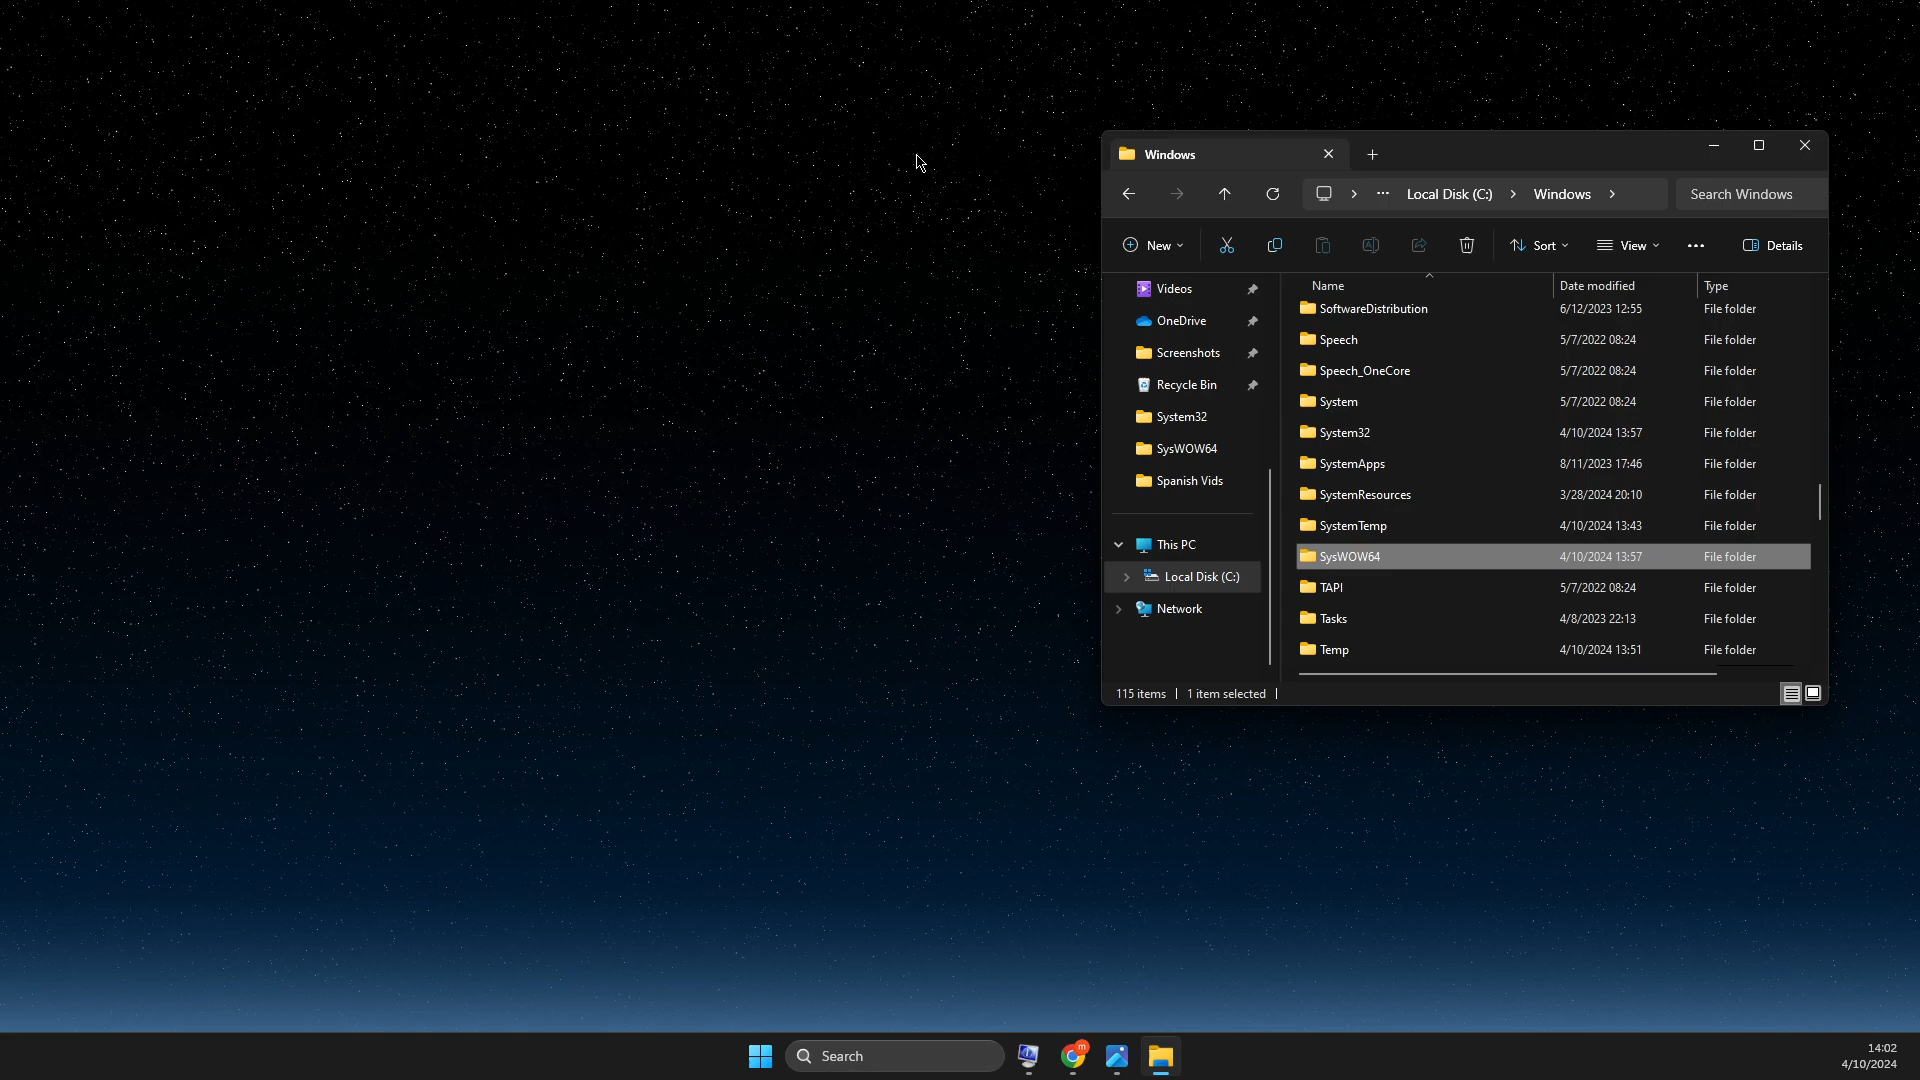 Windows
Local Disk (C:) Windows Search Windows
New Sort View Details
Name Date modified Type
Videos
OneDrive
Screenshots
Recycle Bin
System32
SysWOW64
Spanish Vids
This PC
Local Disk (C:)
Network
SoftwareDistribution 6/12/2023 12:55 File folder
Speech 5/7/2022 08:24 File folder
Speech_OneCore 5/7/2022 08:24 File folder
System 5/7/2022 08:24 File folder
System32 4/10/2024 13:57 File folder
SystemApps 8/11/2023 17:46 File folder
SystemResources 3/28/2024 20:10 File folder
SystemTemp 4/10/2024 13:43 File folder
SysWOW64 4/10/2024 13:57 File folder
TAPI 5/7/2022 08:24 File folder
Tasks 4/8/2023 22:13 File folder
Temp 4/10/2024 13:51 File folder
115 items 1 item selected
Search
m
14:02
4/10/2024